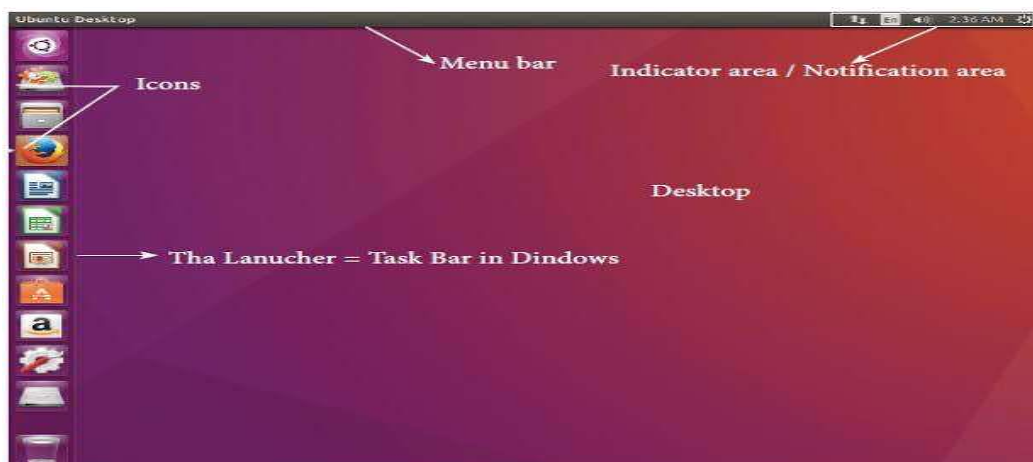 Ubuntu Desktop
En
2:36 AM
Menu bar
Indicator area / Notification area
Icons
Desktop
Tha Lanucher = Task Bar in Dindows
a